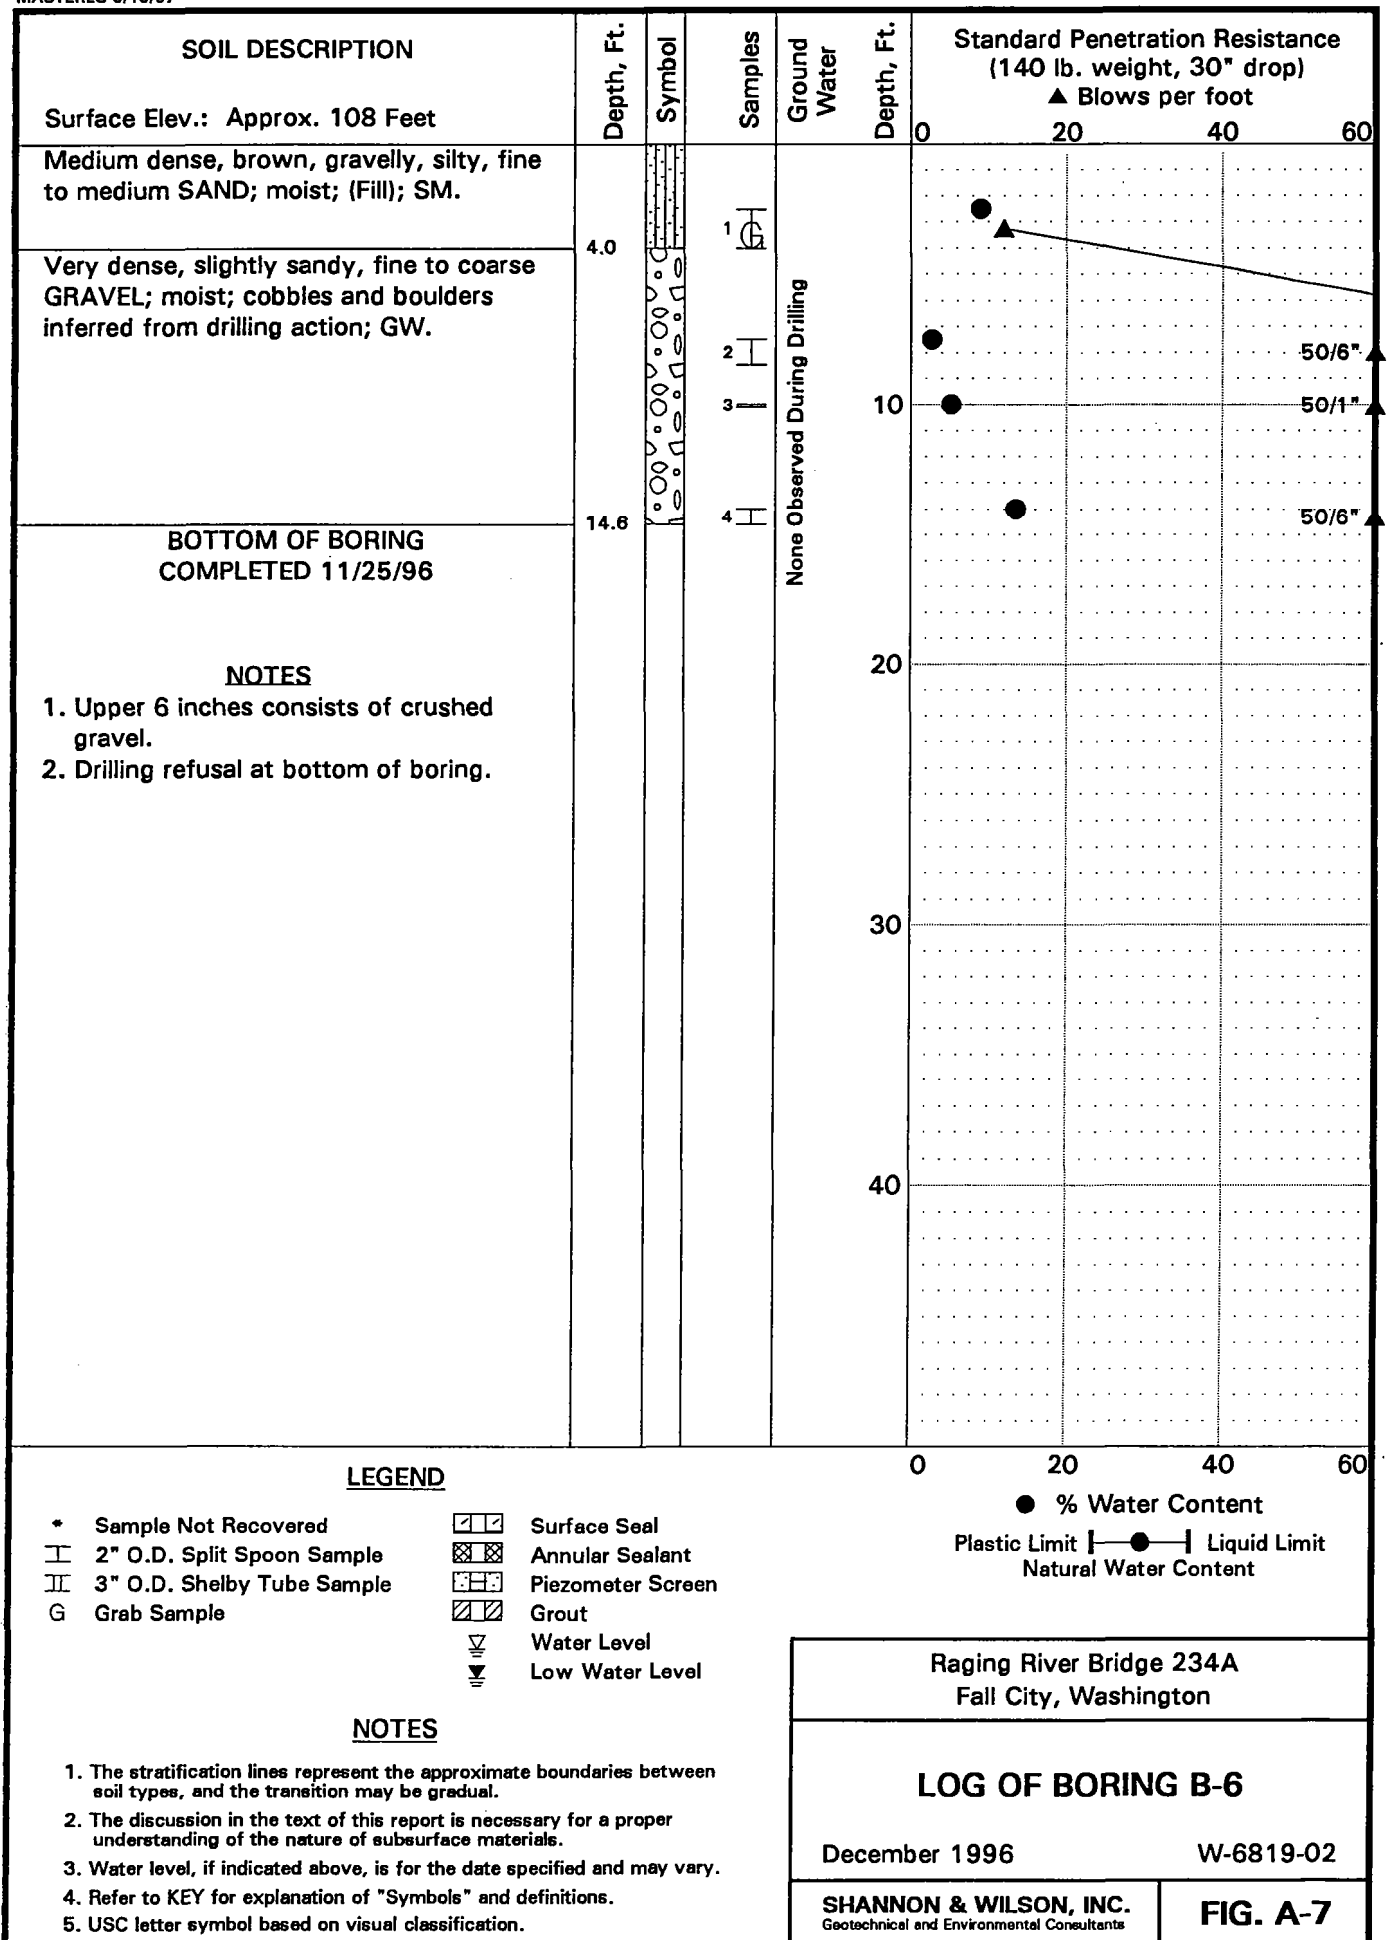 SOIL DESCRIPTION
Surface Elev.: Approx. 108 Feet
Depth, Ft.
Symbol
Samples
Ground
Water
Depth, Ft.
Standard Penetration Resistance
(140 lb. weight, 30" drop)
▲ Blows per foot
0 20 40 60
Medium dense, brown, gravelly, silty, fine
to medium SAND; moist; (Fill); SM.
4.0
Very dense, slightly sandy, fine to coarse
GRAVEL; moist; cobbles and boulders
inferred from drilling action; GW.
14.6
BOTTOM OF BORING
COMPLETED 11/25/96
NOTES
1. Upper 6 inches consists of crushed
gravel.
2. Drilling refusal at bottom of boring.
1 G
2
3
4
None Observed During Drilling
10
20
30
40
50/6"
50/1"
50/6"
0 20 40 60
● % Water Content
Plastic Limit Liquid Limit
Natural Water Content
LEGEND
* Sample Not Recovered
2" O.D. Split Spoon Sample
3" O.D. Shelby Tube Sample
G Grab Sample
Surface Seal
Annular Sealant
Piezometer Screen
Grout
Water Level
Low Water Level
NOTES
1. The stratification lines represent the approximate boundaries between
soil types, and the transition may be gradual.
2. The discussion in the text of this report is necessary for a proper
understanding of the nature of subsurface materials.
3. Water level, if indicated above, is for the date specified and may vary.
4. Refer to KEY for explanation of "Symbols" and definitions.
5. USC letter symbol based on visual classification.
Raging River Bridge 234A
Fall City, Washington
LOG OF BORING B-6
December 1996 W-6819-02
SHANNON & WILSON, INC.
Geotechnical and Environmental Consultants
FIG. A-7